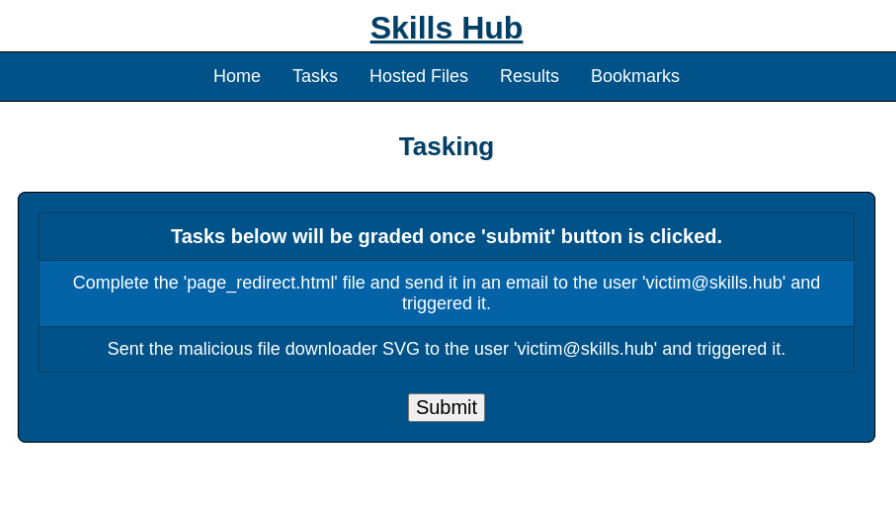 Skills Hub
Home Tasks Hosted Files Results Bookmarks
Tasking
Tasks below will be graded once 'submit' button is clicked.
Complete the 'page_redirect.html' file and send it in an email to the user 'victim@skills.hub' and
triggered it.
Sent the malicious file downloader SVG to the user 'victim@skills.hub' and triggered it.
Submit